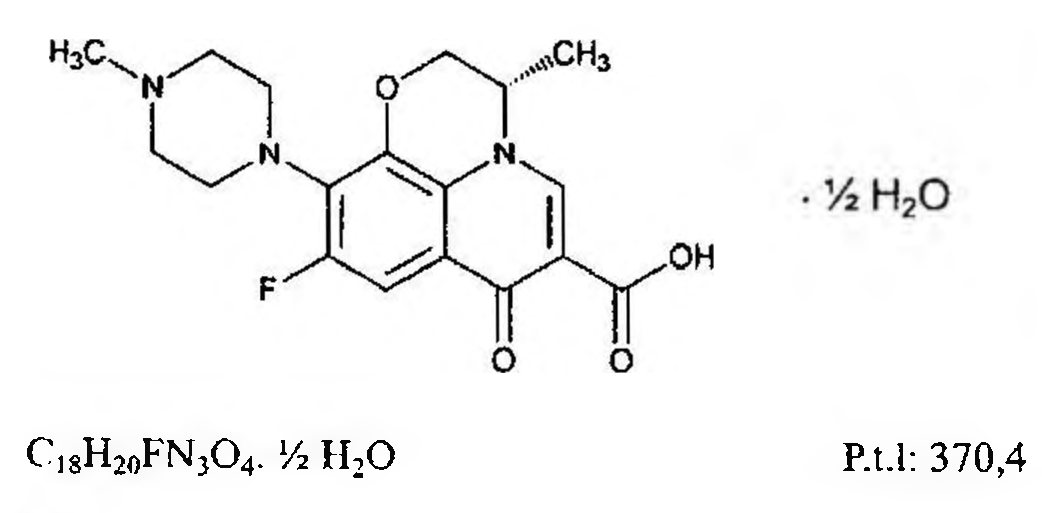 H₃C
N
N
O
CH₃
N
F
O
OH
O
· ½ H₂O
C₁₈H₂₀FN₃O₄. ½ H₂O
P.t.l: 370,4